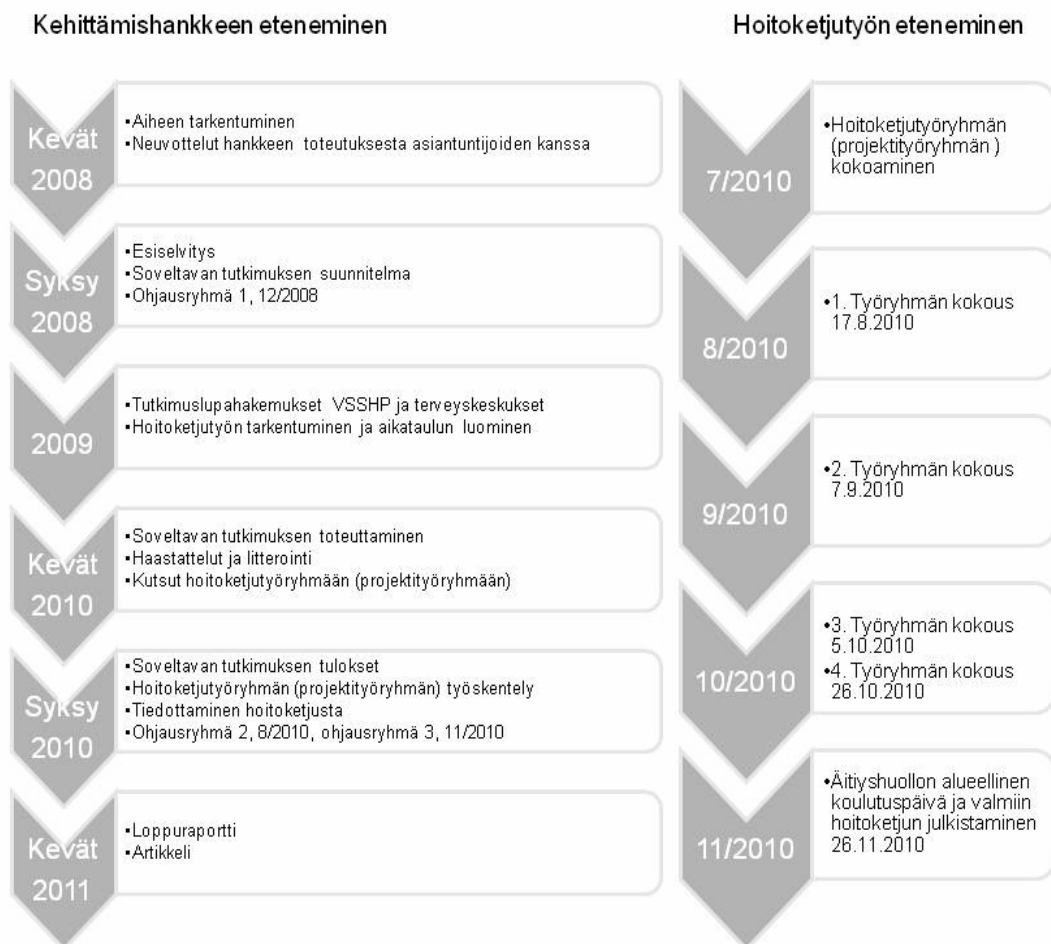 Kehittämishankkeen eteneminen
Kevät
2008
▪Aiheen tarkentuminen
▪Neuvottelut hankkeen toteutuksesta asiantuntijoiden kanssa
Syksy
2008
▪Esiselvitys
▪Soveltavan tutkimuksen suunnitelma
▪Ohjausryhmä 1, 12/2008
2009
▪Tutkimuslupahakemukset VSSHP ja terveyskeskukset
▪Hoitoketjutyön tarkentuminen ja aikataulun luominen
Kevät
2010
▪Soveltavan tutkimuksen toteuttaminen
▪Haastattelut ja litterointi
▪Kutsut hoitoketjutyöryhmään (projektityöryhmään)
Syksy
2010
▪Soveltavan tutkimuksen tulokset
▪Hoitoketjutyöryhmän (projektityöryhmän) työskentely
▪Tiedottaminen hoitoketjusta
▪Ohjausryhmä 2, 8/2010, ohjausryhmä 3, 11/2010
Kevät
2011
▪Loppuraportti
▪Artikkeli
Hoitoketjutyön eteneminen
7/2010
•Hoitoketjutyöryhmän
(projektityöryhmän )
kokoaminen
8/2010
•1. Työryhmän kokous
17.8.2010
9/2010
•2. Työryhmän kokous
7.9.2010
10/2010
•3. Työryhmän kokous
5.10.2010
•4. Työryhmän kokous
26.10.2010
11/2010
•Äitiyshuollon alueellinen
koulutuspäivä ja valmiin
hoitoketjun julkistaminen
26.11.2010